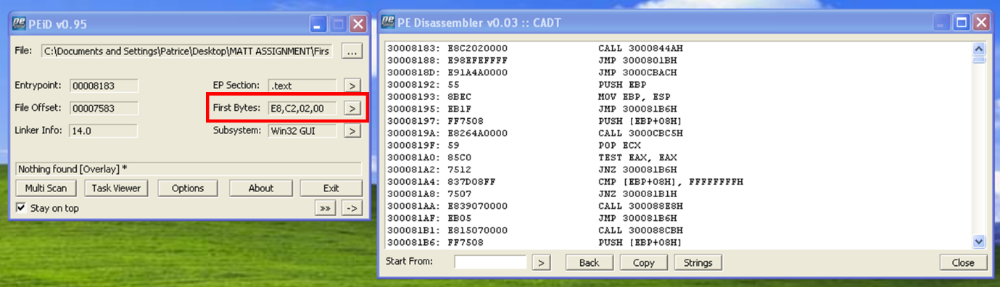 PEiD v0.95
File: C:\Documents and Settings\Patrice\Desktop\MATT ASSIGNMENT\Firs ...
Entrypoint: 00008183 EP Section: .text >
File Offset: 00007583 First Bytes: E8,C2,02,00 >
Linker Info: 14.0 Subsystem: Win32 GUI >
Nothing found [Overlay] *
Multi Scan Task Viewer Options About Exit
Stay on top »» ->
PE Disassembler v0.03 :: CADT
30008183: E8C2020000 CALL 3000844AH
30008188: E98EFEFFFF JMP 3000801BH
3000818D: E91A4A0000 JMP 3000CBACH
30008192: 55 PUSH EBP
30008193: 8BEC MOV EBP, ESP
30008195: EB1F JMP 300081B6H
30008197: FF7508 PUSH [EBP+08H]
3000819A: E8264A0000 CALL 3000CBC5H
3000819F: 59 POP ECX
300081A0: 85C0 TEST EAX, EAX
300081A2: 7512 JNZ 300081B6H
300081A4: 837D08FF CMP [EBP+08H], FFFFFFFFH
300081A8: 7507 JNZ 300081B1H
300081AA: E839070000 CALL 300088E8H
300081AF: EB05 JMP 300081B6H
300081B1: E815070000 CALL 300088CBH
300081B6: FF7508 PUSH [EBP+08H]
Start From: > Back Copy Strings Close